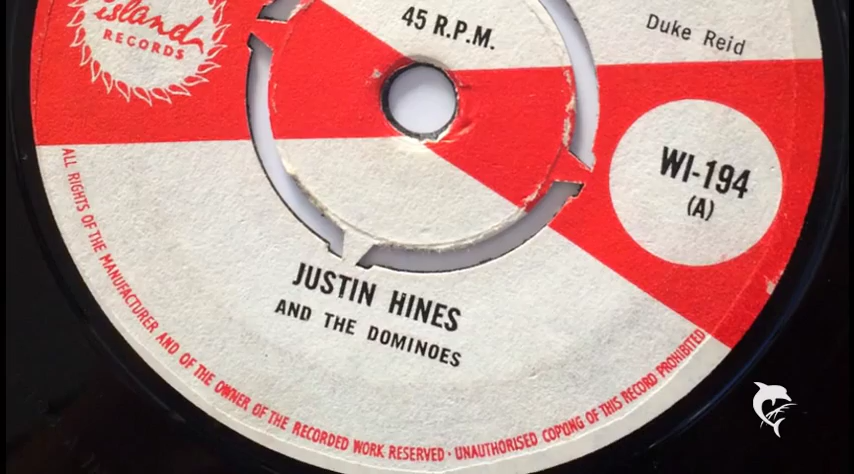 island
RECORDS
45 R.P.M.
Duke Reid
WI-194
(A)
JUSTIN HINES
AND THE DOMINOES
ALL RIGHTS OF THE MANUFACTURER AND OF THE OWNER OF THE RECORDED WORK RESERVED · UNAUTHORISED COPYING OF THIS RECORD PROHIBITED